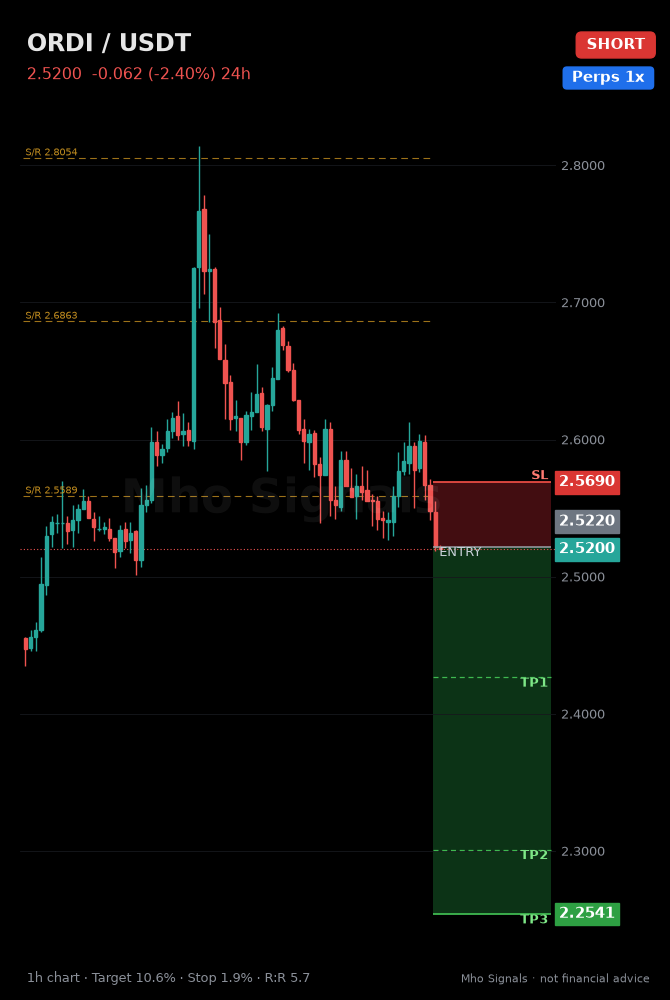 ORDI / USDT
SHORT
2.5200 -0.062 (-2.40%) 24h
Perps 1x
S/R 2.8054
2.8000
2.7000
S/R 2.6863
2.6000
SL
2.5690
S/R 2.5589
Mho Signals
2.5220
2.5200
ENTRY
2.5000
TP1
2.4000
2.3000
TP2
2.2541
TP3
1h chart · Target 10.6% · Stop 1.9% · R:R 5.7
Mho Signals · not financial advice